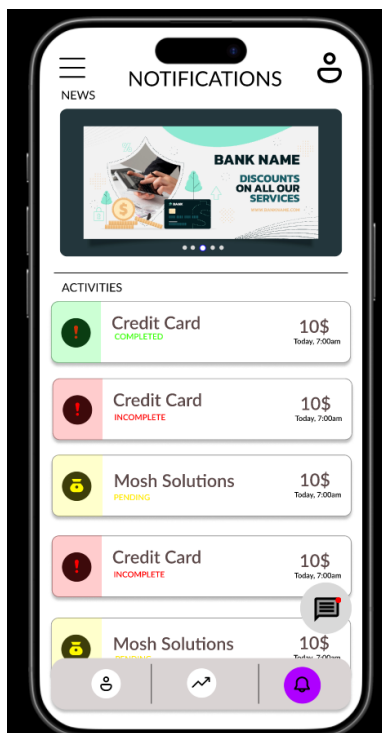 NOTIFICATIONS
NEWS
BANK NAME
DISCOUNTS
ON ALL OUR
SERVICES
BANK
ACTIVITIES
Credit Card
COMPLETED
10$
Today, 7:00am
Credit Card
INCOMPLETE
10$
Today, 7:00am
Mosh Solutions
PENDING
10$
Today, 7:00am
Credit Card
INCOMPLETE
10$
Today, 7:00am
Mosh Solutions
10$